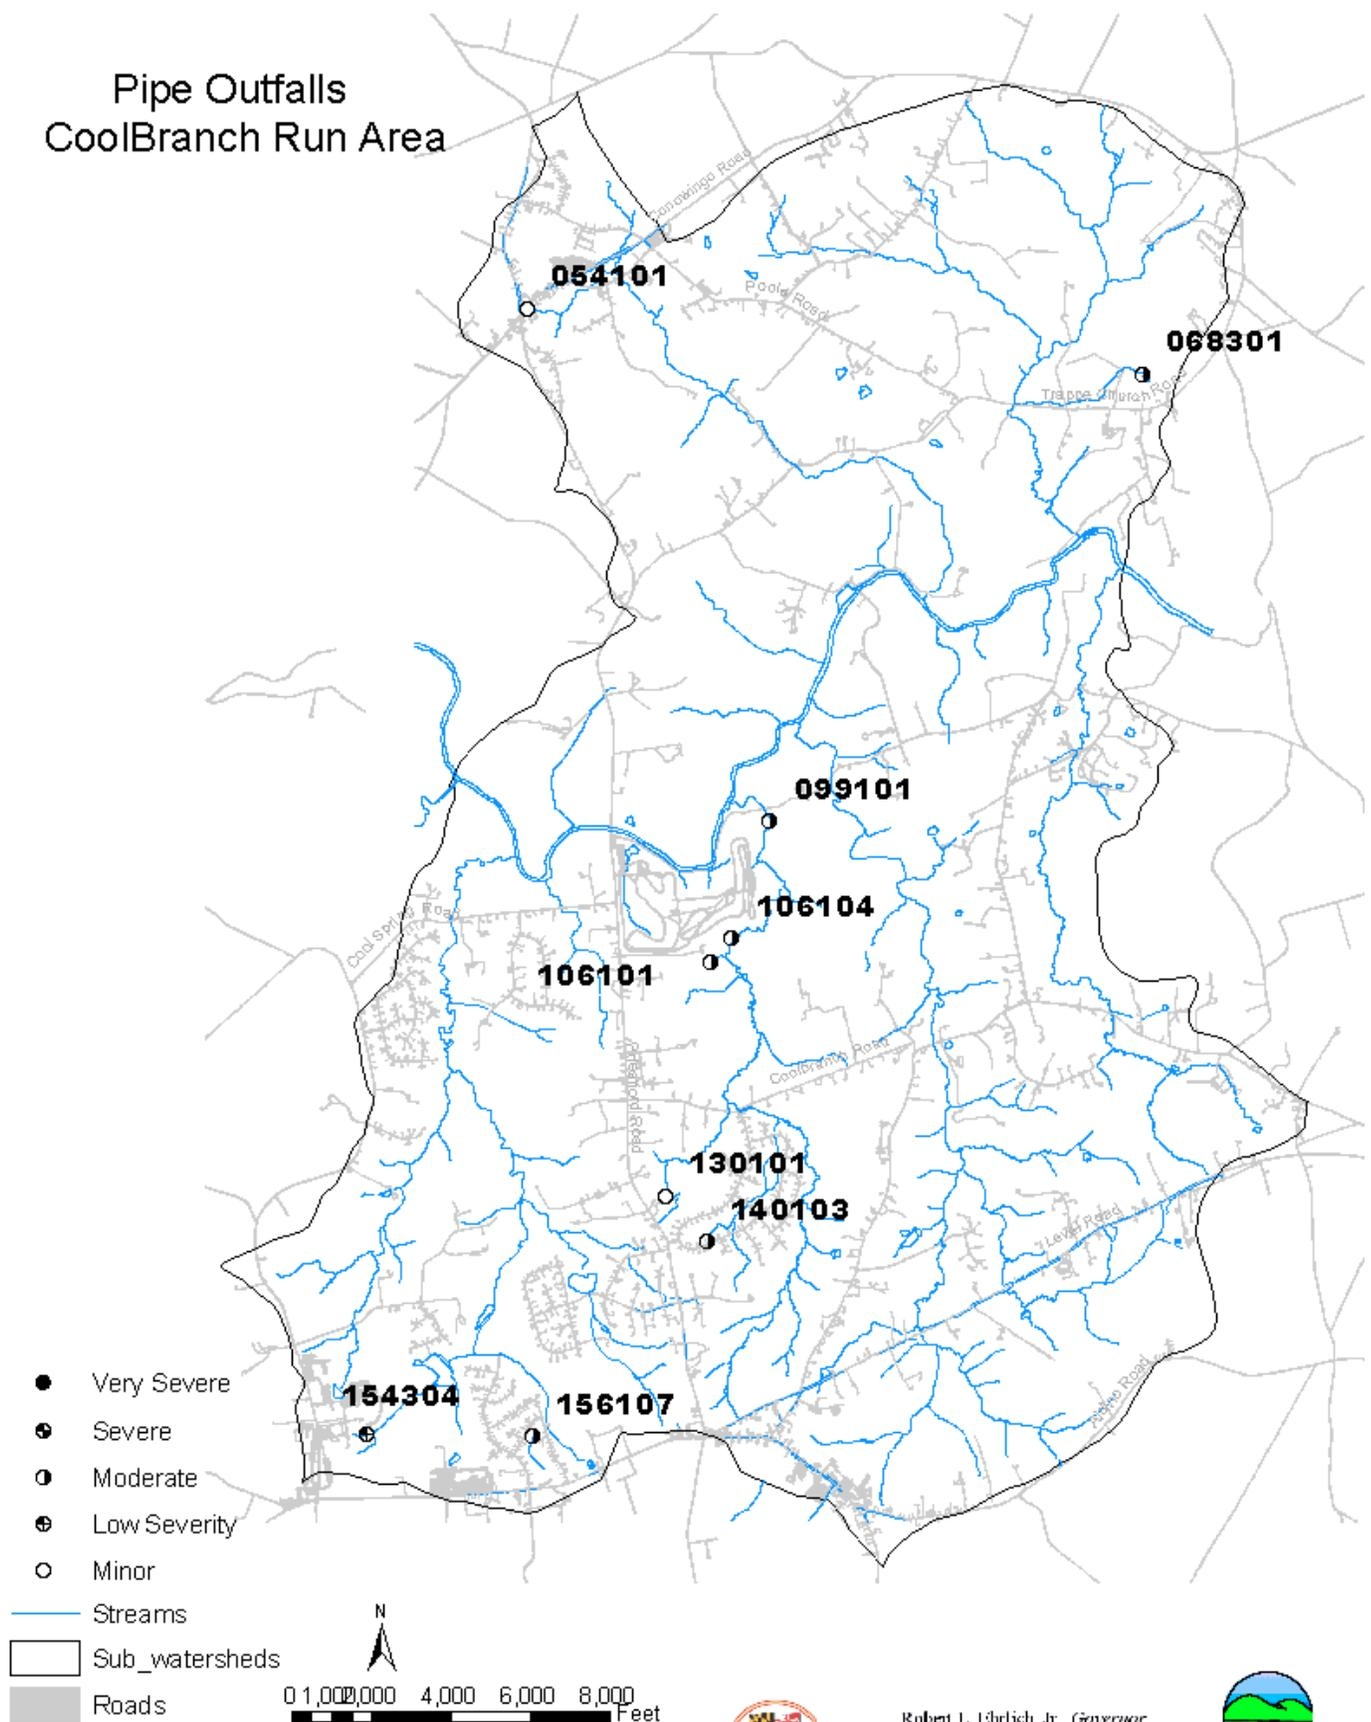 Pipe Outfalls
CoolBranch Run Area
Conowingo Road
054101
Poole Road
068301
Trappe Church Road
099101
106104
Cool Spring Road
106101
CoolBranch Road
130101
140103
Level Road
154304
156107
Very Severe
Severe
Moderate
Low Severity
Minor
Streams
Sub_watersheds
Roads
N
0 1,000 2,000 4,000 6,000 8,000
Feet
Robert L. Ehrlich, Jr., Governor